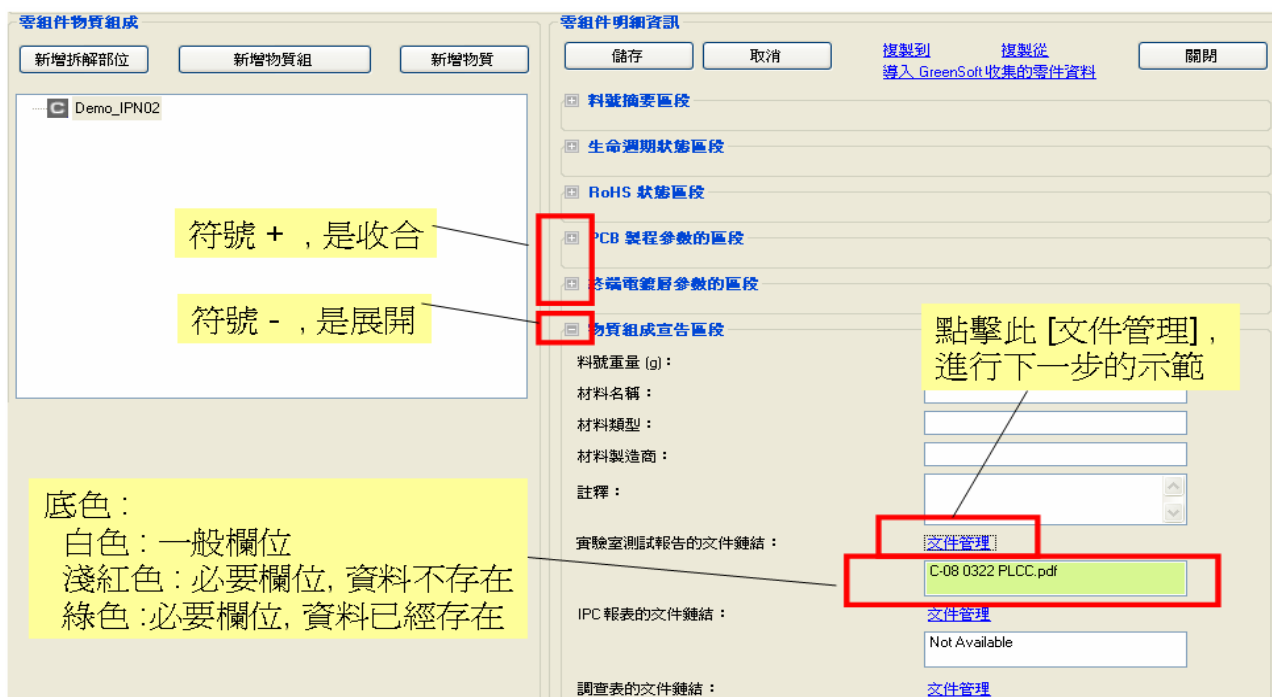 零組件物質組成
新增拆解部位 新增物質組 新增物質
Demo_IPN02
符號 + ，是收合
符號 - ，是展開
底色：
白色：一般欄位
淺紅色：必要欄位, 資料不存在
綠色：必要欄位, 資料已經存在
零組件明細資訊
儲存 取消 複製到 複製從 關閉
導入 GreenSoft 收集的零件資料
料號摘要區段
生命週期狀態區段
RoHS 狀態區段
PCB 製程參數的區段
終端電鍍層參數的區段
物質組成宣告區段
點擊此 [文件管理]，
進行下一步的示範
料號重量 (g)：
材料名稱：
材料類型：
材料製造商：
註釋：
實驗室測試報告的文件鏈結： 文件管理
C-08 0322 PLCC.pdf
IPC 報表的文件鏈結： 文件管理
Not Available
調查表的文件鏈結： 文件管理